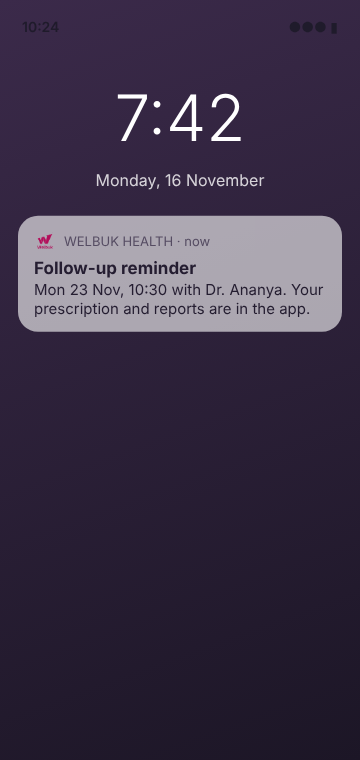 10:24
7:42
Monday, 16 November
WELBUK HEALTH · now
Follow-up reminder
Mon 23 Nov, 10:30 with Dr. Ananya. Your
prescription and reports are in the app.